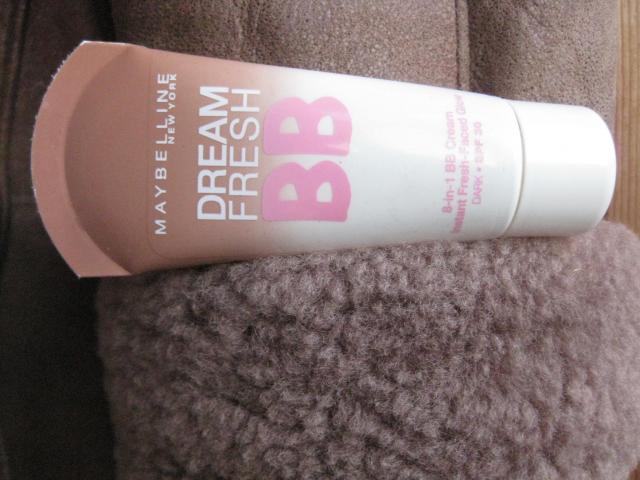 MAYBELLINE
NEW YORK
DREAM
FRESH
BB
8-in-1 BB Cream
Instant Fresh-Faced Glow
DARK • SPF 30